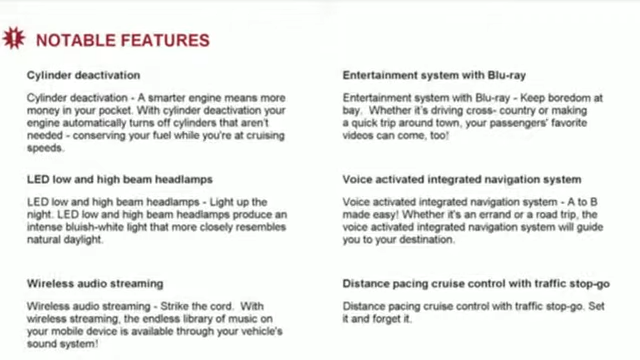 NOTABLE FEATURES
Cylinder deactivation
Cylinder deactivation - A smarter engine means more
money in your pocket. With cylinder deactivation your
engine automatically turns off cylinders that aren't
needed - conserving your fuel while you're at cruising
speeds.
LED low and high beam headlamps
LED low and high beam headlamps - Light up the
night. LED low and high beam headlamps produce an
intense bluish-white light that more closely resembles
natural daylight.
Wireless audio streaming
Wireless audio streaming - Strike the cord. With
wireless streaming, the endless library of music on
your mobile device is available through your vehicle's
sound system!
Entertainment system with Blu-ray
Entertainment system with Blu-ray - Keep boredom at
bay. Whether it's driving cross- country or making
a quick trip around town, your passengers' favorite
videos can come, too!
Voice activated integrated navigation system
Voice activated integrated navigation system - A to B
made easy! Whether it's an errand or a road trip, the
voice activated integrated navigation system will guide
you to your destination.
Distance pacing cruise control with traffic stop-go
Distance pacing cruise control with traffic stop-go. Set
it and forget it.